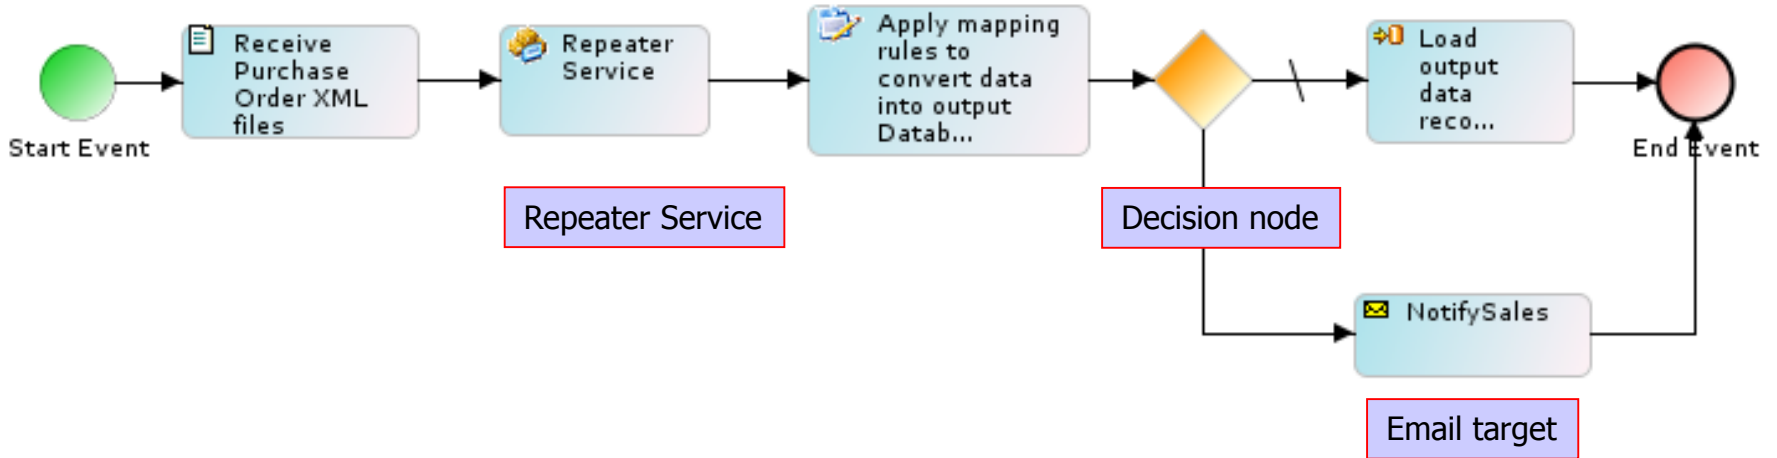 Start Event
Receive
Purchase
Order XML
files
Repeater
Service
Apply mapping
rules to
convert data
into output
Datab...
Load
output
data
reco...
End Event
Repeater Service
Decision node
NotifySales
Email target